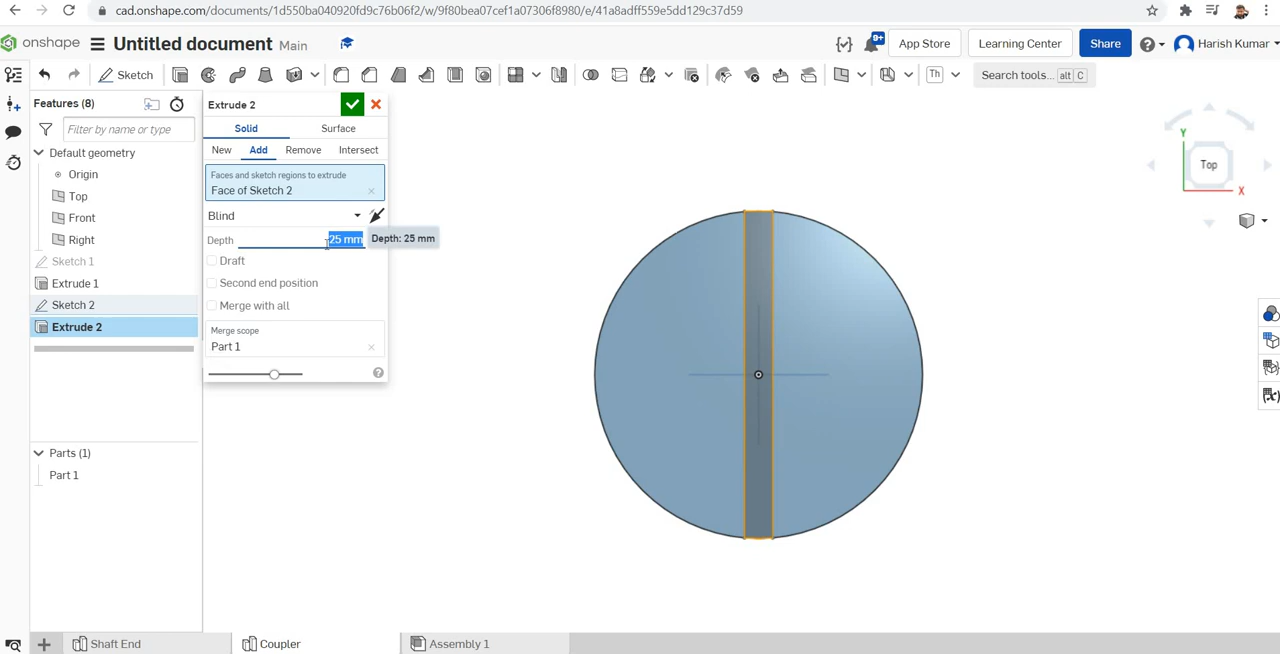 cad.onshape.com/documents/1d550ba040920fd9c76b06f2/w/9f80bea07cef1a07306f8980/e/41a8adff559e5dd129c37d59
onshape Untitled document Main App Store Learning Center Share Harish Kumar
9+
Sketch Th Search tools... alt C
Features (8)
Filter by name or type
Default geometry
Origin
Top
Front
Right
Sketch 1
Extrude 1
Sketch 2
Extrude 2
Parts (1)
Part 1
Extrude 2
Solid Surface
New Add Remove Intersect
Faces and sketch regions to extrude
Face of Sketch 2
Blind
Depth 25 mm
Depth: 25 mm
Draft
Second end position
Merge with all
Merge scope
Part 1
Y
Top
X
(x)
Shaft End Coupler Assembly 1